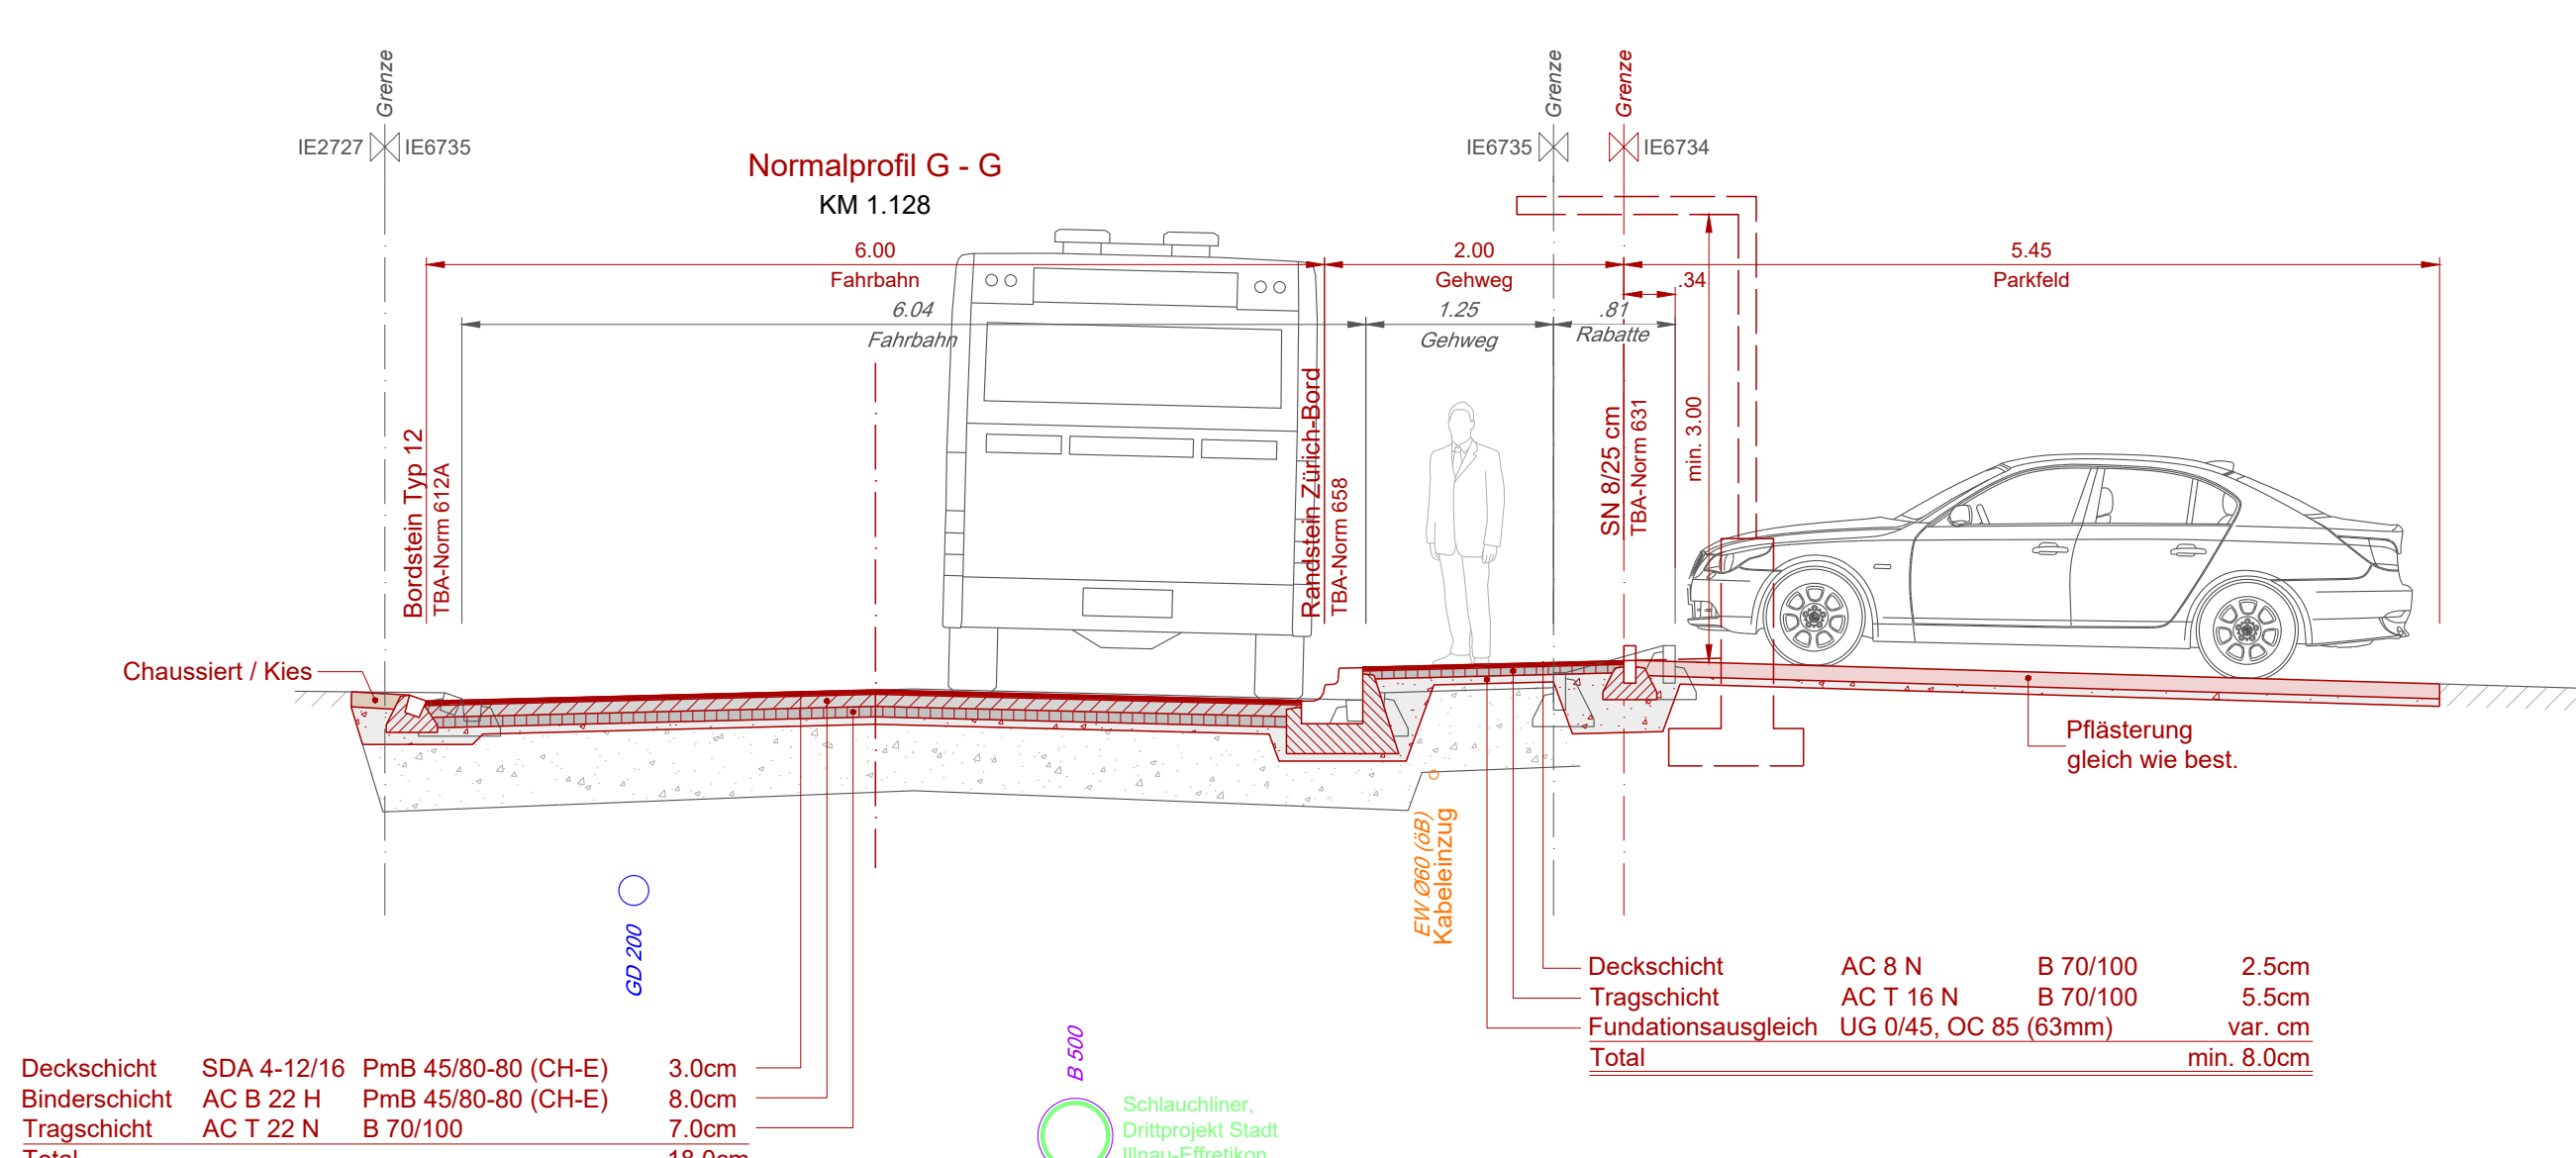 Grenze
Grenze
Grenze
IE2727 IE6735
IE6735 IE6734
Normalprofil G - G
KM 1.128
6.00
Fahrbahn
2.00
Gehweg
5.45
Parkfeld
.34
6.04
Fahrbahn
1.25
Gehweg
.81
Rabatte
Bordstein Typ 12
TBA-Norm 612A
Randstein Zürich-Bord
TBA-Norm 658
SN 8/25 cm
TBA-Norm 631
min. 3.00
Chaussiert / Kies
Pflästerung
gleich wie best.
EW Ø60 (öB)
Kabeleinzug
GD 200
B 500
Deckschicht AC 8 N B 70/100 2.5cm
Tragschicht AC T 16 N B 70/100 5.5cm
Fundationsausgleich UG 0/45, OC 85 (63mm) var. cm
Total min. 8.0cm
Deckschicht SDA 4-12/16 PmB 45/80-80 (CH-E) 3.0cm
Binderschicht AC B 22 H PmB 45/80-80 (CH-E) 8.0cm
Tragschicht AC T 22 N B 70/100 7.0cm
Total 18.0cm
Schlauchliner,
Drittprojekt Stadt
Illnau-Effretikon